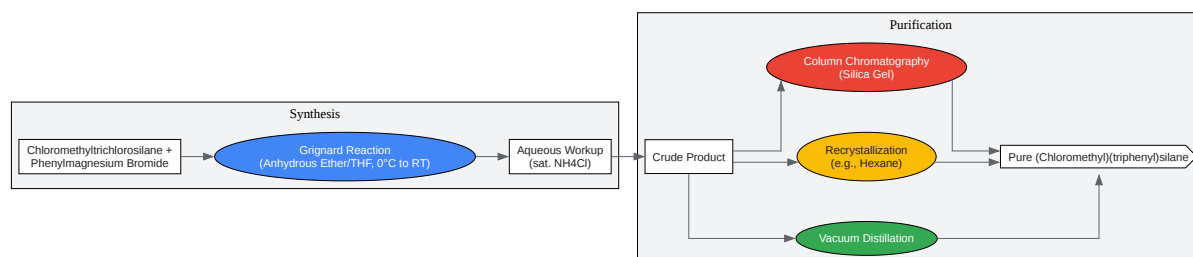 Purification
Column Chromatography
(Silica Gel)
Synthesis
Chloromethyltrichlorosilane +
Phenylmagnesium Bromide
Grignard Reaction
(Anhydrous Ether/THF, 0°C to RT)
Aqueous Workup
(sat. NH4Cl)
Crude Product
Recrystallization
(e.g., Hexane)
Pure (Chloromethyl)(triphenyl)silane
Vacuum Distillation